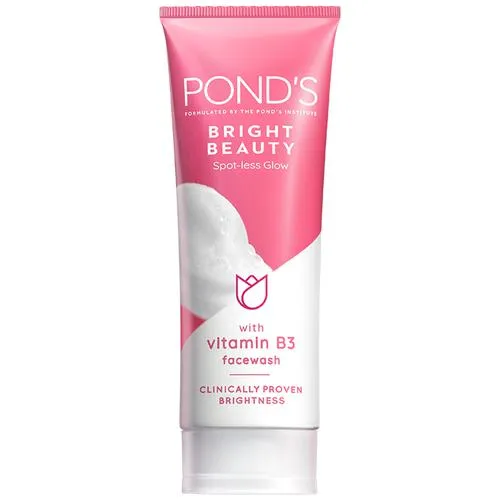 POND'S
FORMULATED BY THE POND'S INSTITUTE
BRIGHT
BEAUTY
Spot-less Glow
with
vitamin B3
facewash
CLINICALLY PROVEN
BRIGHTNESS